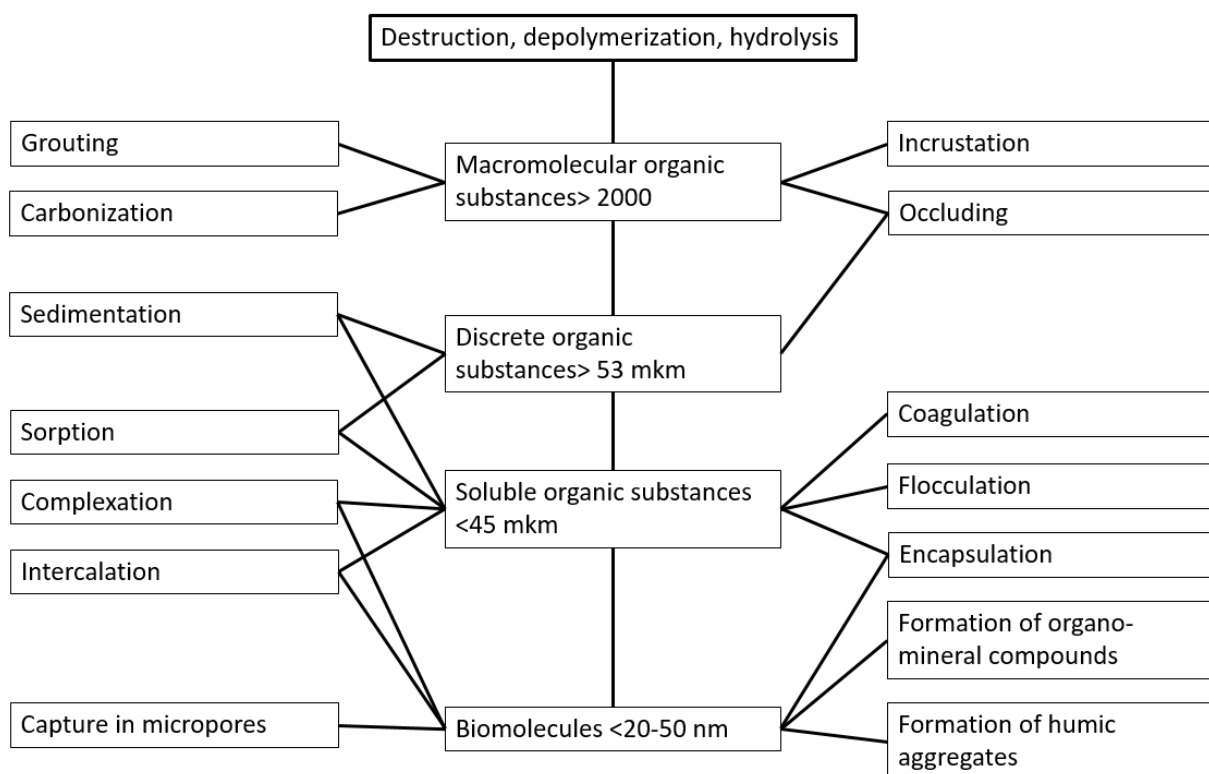 Destruction, depolymerization, hydrolysis
Grouting
Carbonization
Sedimentation
Sorption
Complexation
Intercalation
Capture in micropores
Macromolecular organic
substances> 2000
Discrete organic
substances> 53 mkm
Soluble organic substances
<45 mkm
Biomolecules <20-50 nm
Incrustation
Occluding
Coagulation
Flocculation
Encapsulation
Formation of organo-
mineral compounds
Formation of humic
aggregates